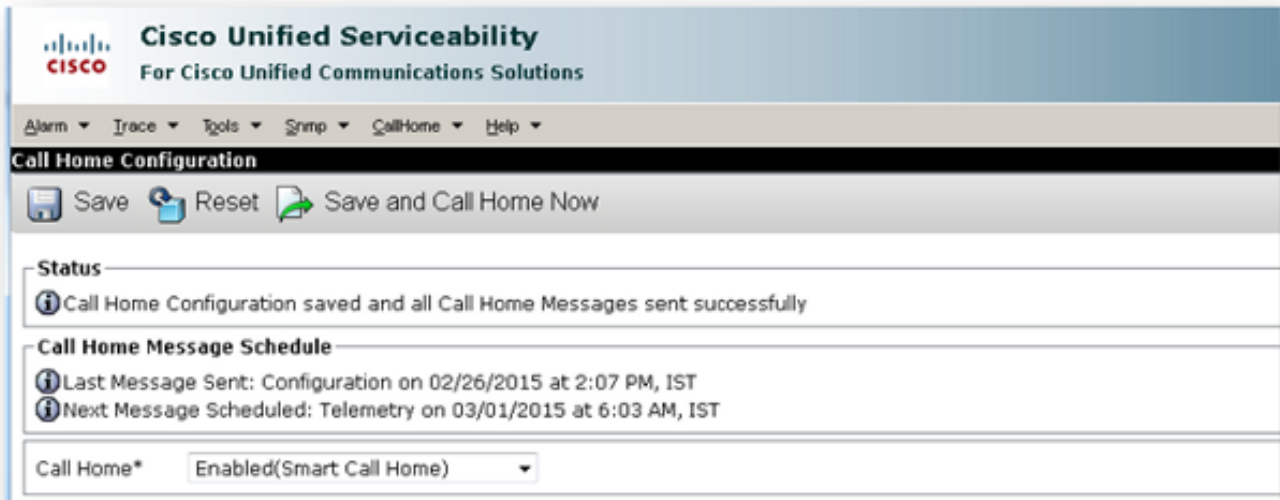 Cisco Unified Serviceability
CISCO
For Cisco Unified Communications Solutions
Alarm Trace Tools Snmp CallHome Help
Call Home Configuration
Save Reset Save and Call Home Now
Status
Call Home Configuration saved and all Call Home Messages sent successfully
Call Home Message Schedule
Last Message Sent: Configuration on 02/26/2015 at 2:07 PM, IST
Next Message Scheduled: Telemetry on 03/01/2015 at 6:03 AM, IST
Call Home* Enabled(Smart Call Home)